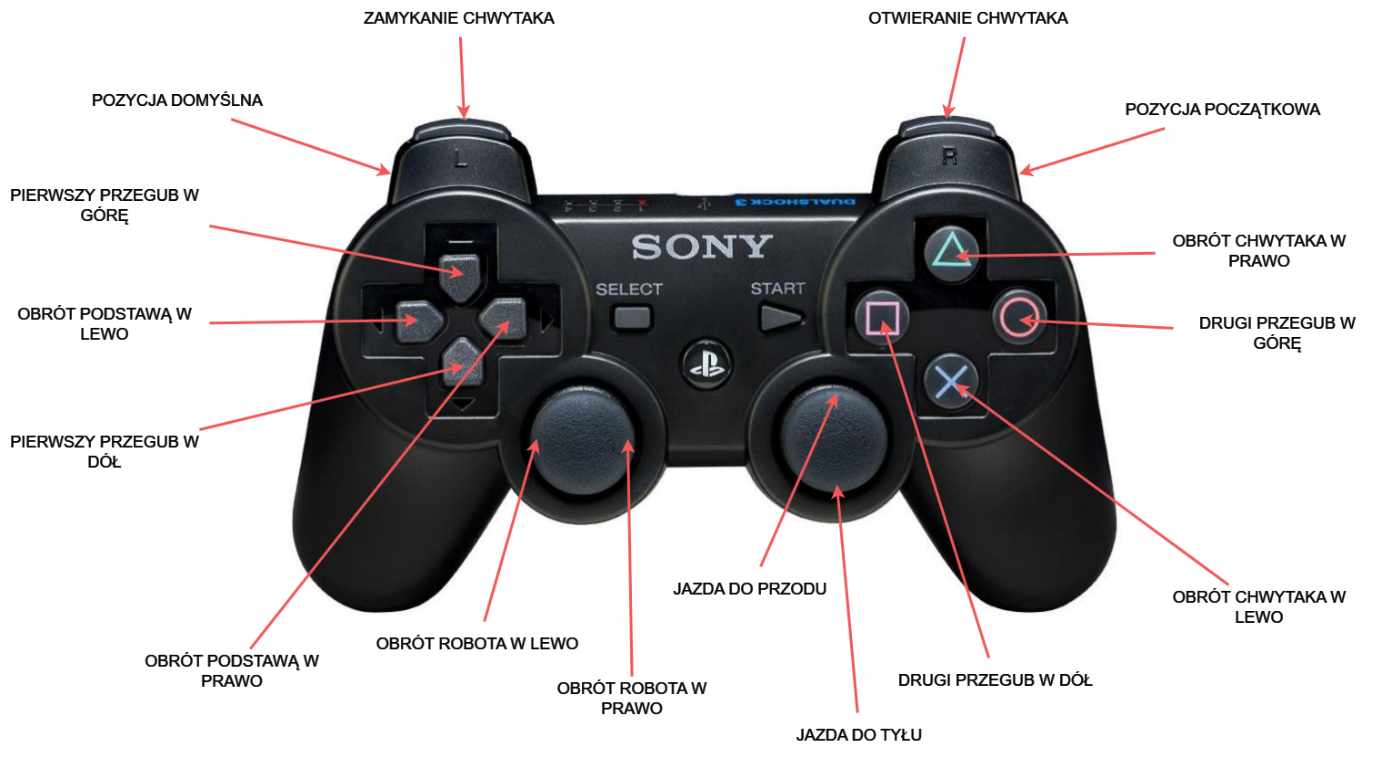 ZAMYKANIE CHWYTAKA
OTWIERANIE CHWYTAKA
POZYCJA DOMYŚLNA
POZYCJA POCZĄTKOWA
L
R
PIERWSZY PRZEGUB W
GÓRĘ
DUALSHOCK 3
SONY
OBRÓT CHWYTAKA W
PRAWO
SELECT
START
OBRÓT PODSTAWĄ W
LEWO
DRUGI PRZEGUB W
GÓRĘ
PIERWSZY PRZEGUB W
DÓŁ
JAZDA DO PRZODU
OBRÓT CHWYTAKA W
LEWO
OBRÓT ROBOTA W LEWO
OBRÓT PODSTAWĄ W
PRAWO
DRUGI PRZEGUB W DÓŁ
OBRÓT ROBOTA W
PRAWO
JAZDA DO TYŁU